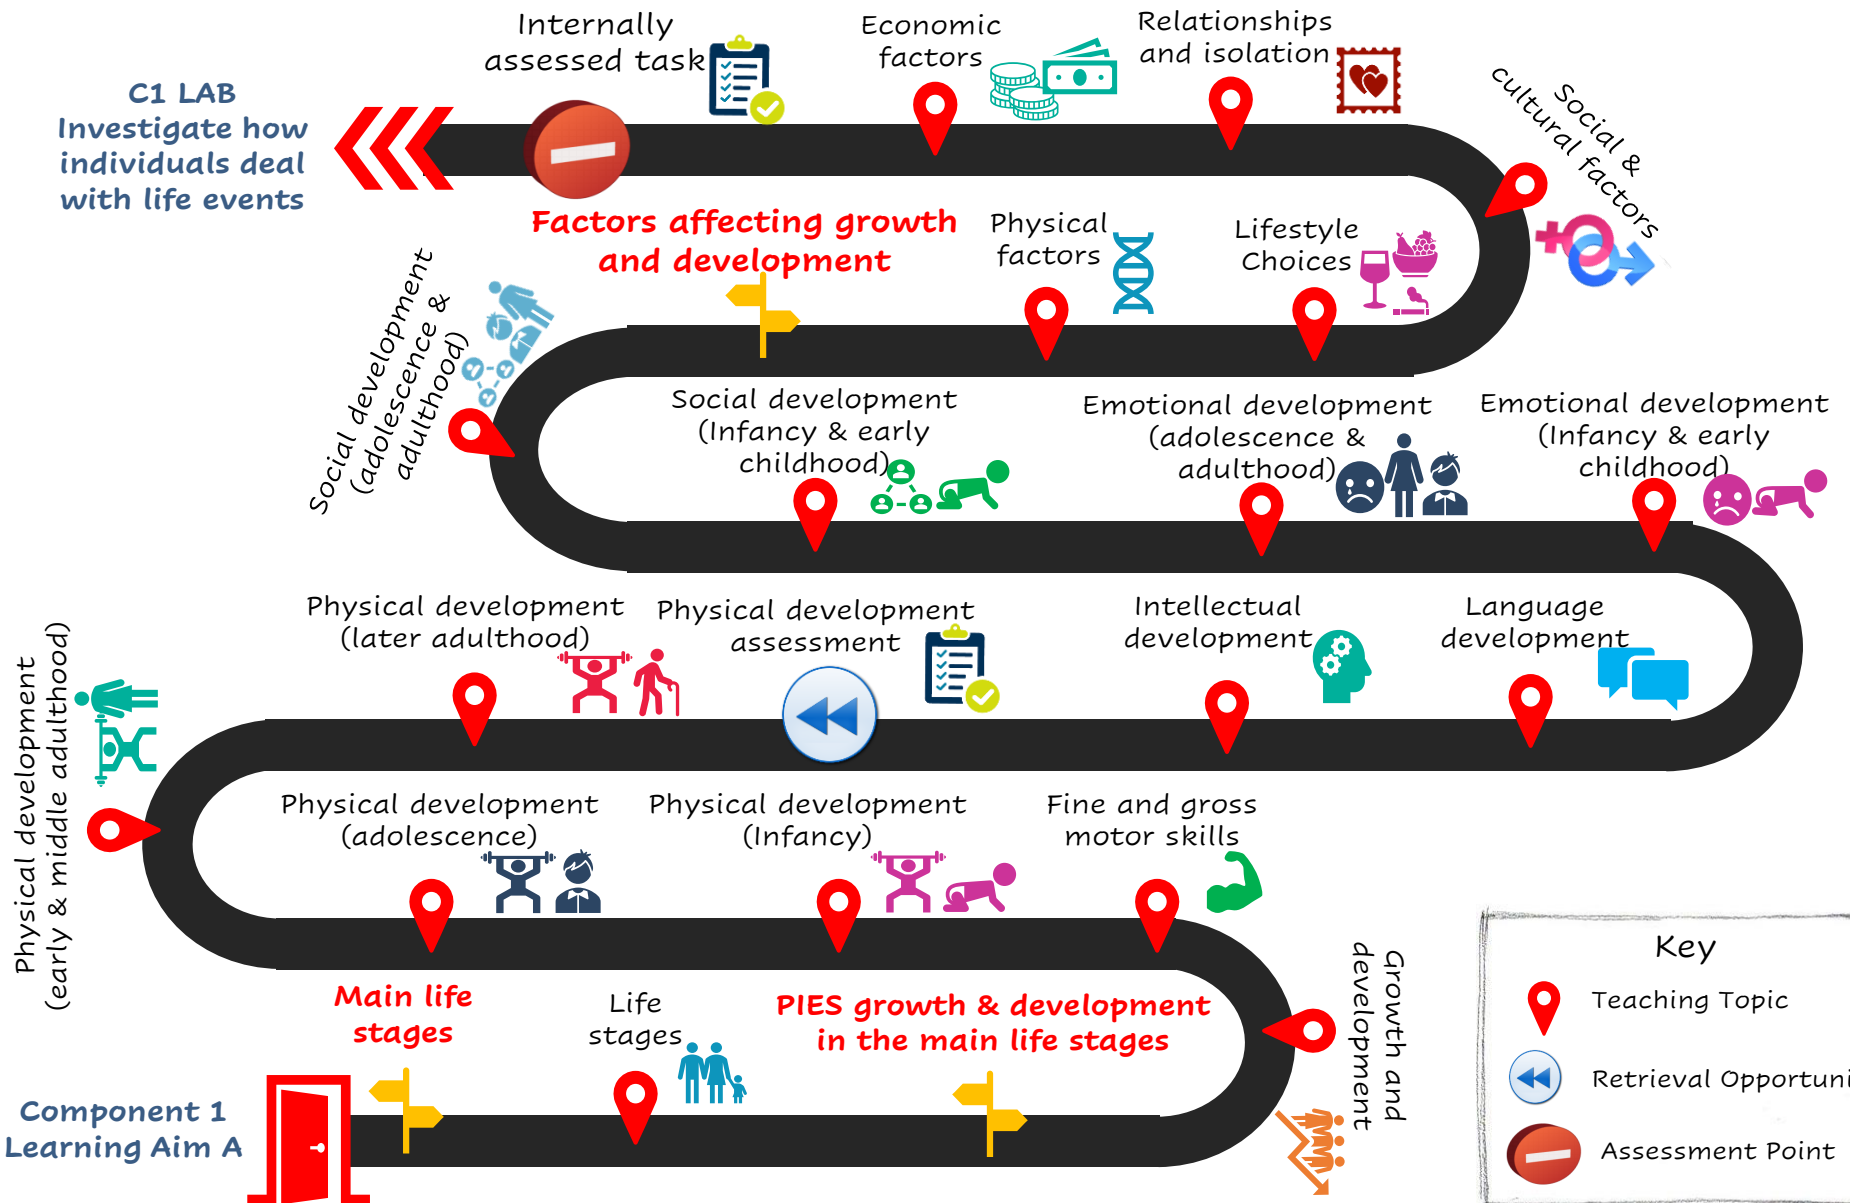 Internally
assessed task
Economic
factors
Relationships
and isolation
Social &
cultural factors
C1 LAB
Investigate how
individuals deal
with life events
Factors affecting growth
and development
Physical
factors
Lifestyle
Choices
Social development
(adolescence &
adulthood)
Social development
(Infancy & early
childhood)
Emotional development
(adolescence &
adulthood)
Emotional development
(Infancy & early
childhood)
Physical development
(later adulthood)
Physical development
assessment
Intellectual
development
Language
development
Physical development
(early & middle adulthood)
Physical development
(adolescence)
Physical development
(Infancy)
Fine and gross
motor skills
Growth and
development
Main life
stages
Life
stages
PIES growth & development
in the main life stages
Component 1
Learning Aim A
Key
Teaching Topic
Retrieval Opportuni
Assessment Point